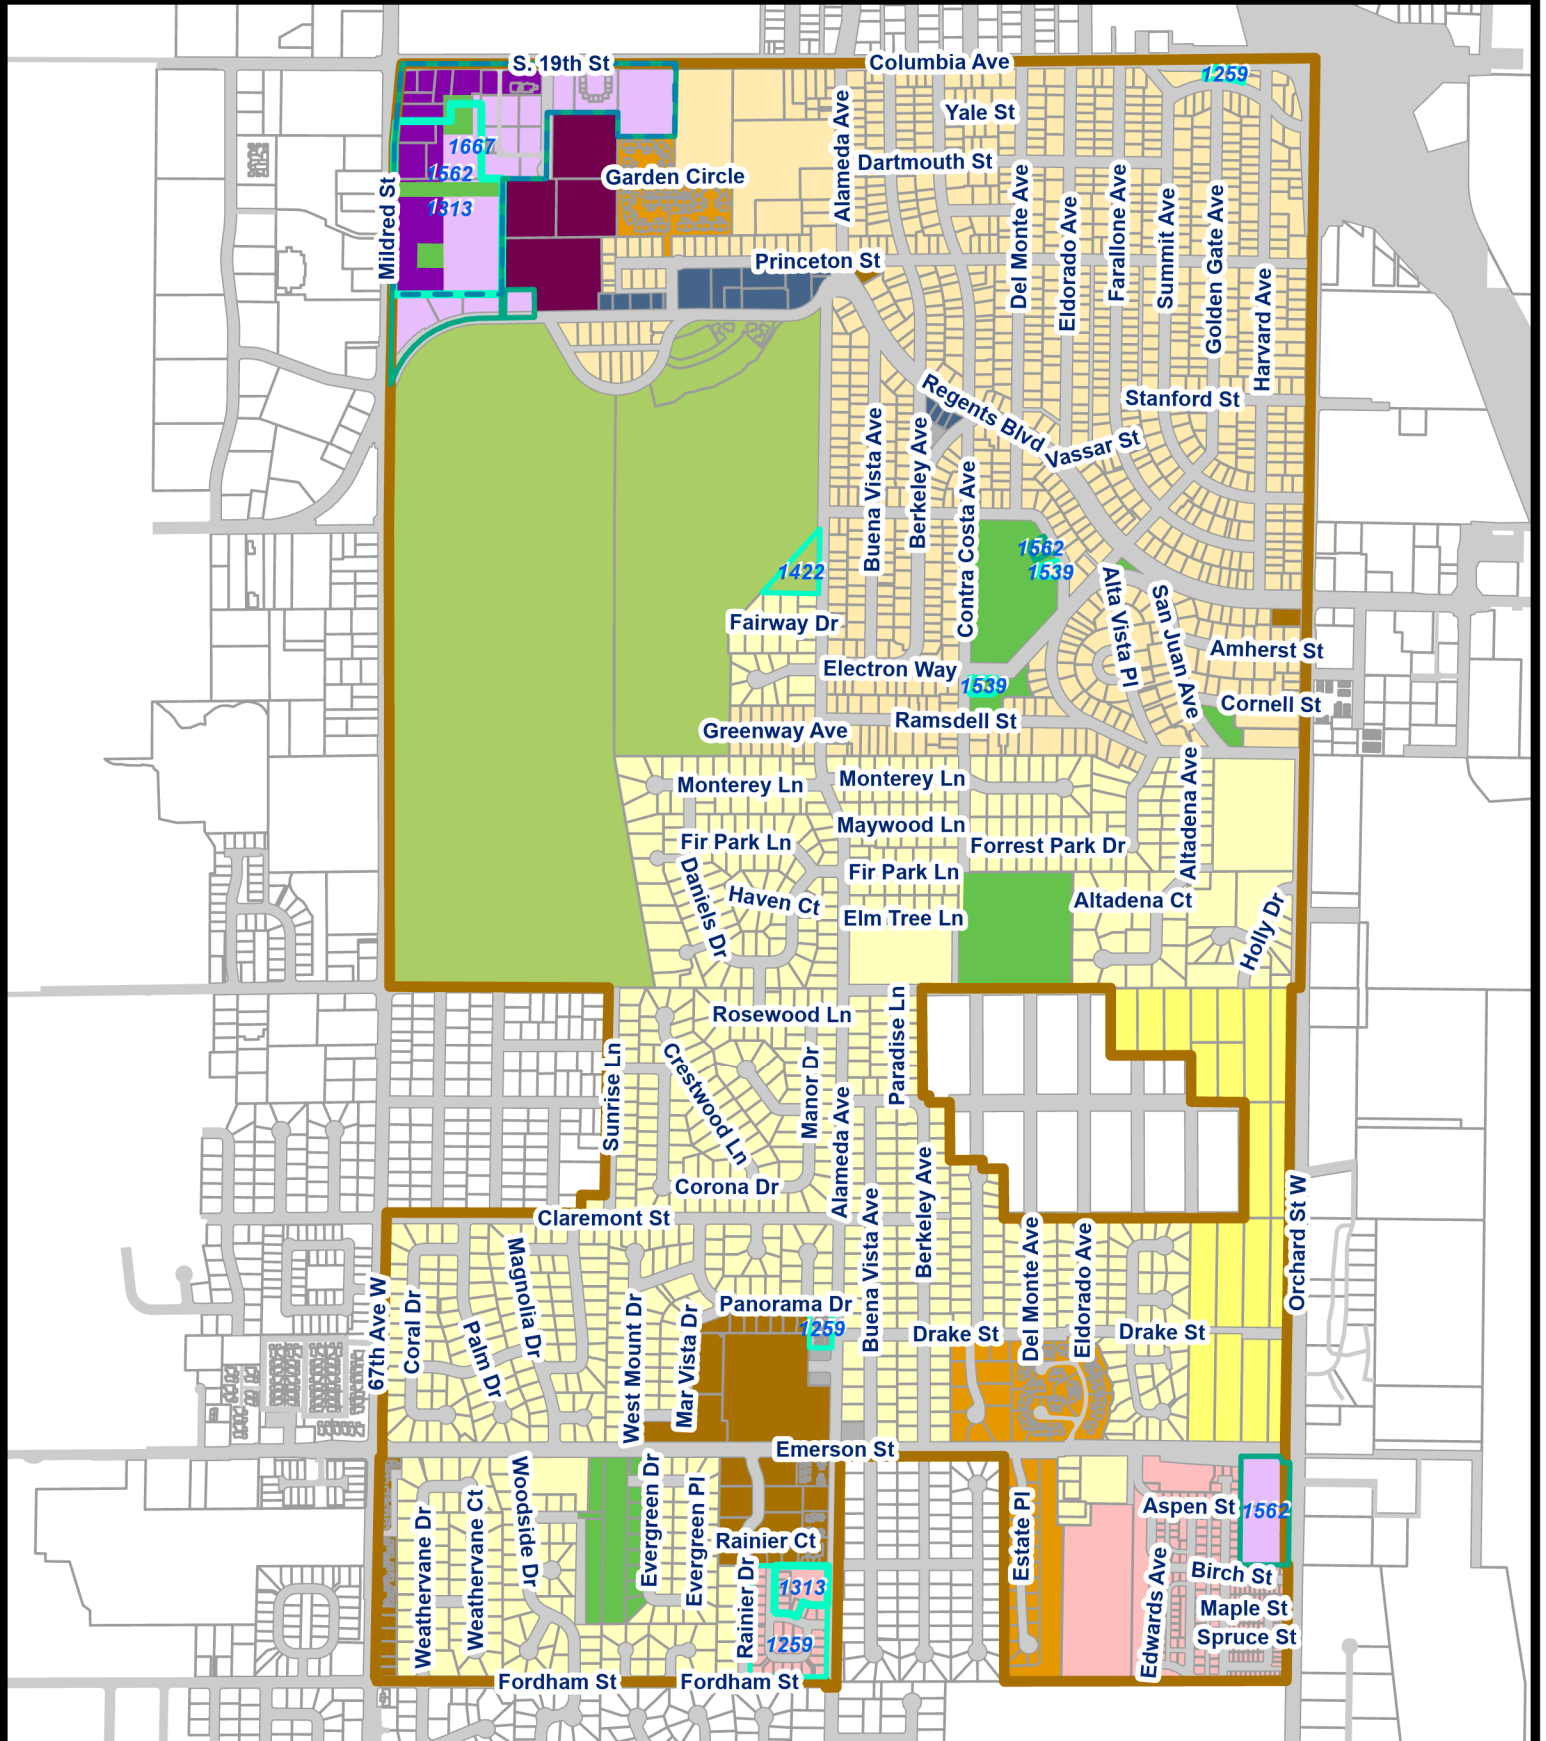 S. 19th St
Columbia Ave
1259
Yale St
Alameda Ave
1667
1562
Dartmouth St
Garden Circle
Mildred St
1313
Del Monte Ave
Eldorado Ave
Farallone Ave
Summit Ave
Golden Gate Ave
Harvard Ave
Princeton St
Regents Blvd
Stanford St
Vassar St
Buena Vista Ave
Berkeley Ave
Contra Costa Ave
1562
1539
1422
Alta Vista Pl
San Juan Ave
Fairway Dr
Amherst St
Electron Way
1539
Cornell St
Ramsdell St
Greenway Ave
Monterey Ln
Monterey Ln
Altadena Ave
Maywood Ln
Fir Park Ln
Forrest Park Dr
Fir Park Ln
Daniels Dr
Haven Ct
Altadena Ct
Elm Tree Ln
Holly Dr
Rosewood Ln
Paradise Ln
Sunrise Ln
Crestwood Ln
Manor Dr
Alameda Ave
Corona Dr
Berkeley Ave
Buena Vista Ave
Claremont St
Orchard St W
Del Monte Ave
Eldorado Ave
67th Ave W
Coral Dr
Magnolia Dr
Palm Dr
West Mount Dr
Mar Vista Dr
Panorama Dr
1259
Drake St
Drake St
Emerson St
Woodside Dr
Weathervane Dr
Weathervane Ct
Evergreen Dr
Evergreen Pl
Estate Pl
Aspen St
1562
Rainier Ct
Rainier Dr
1313
Edwards Ave
Birch St
Maple St
Spruce St
1259
Fordham St
Fordham St